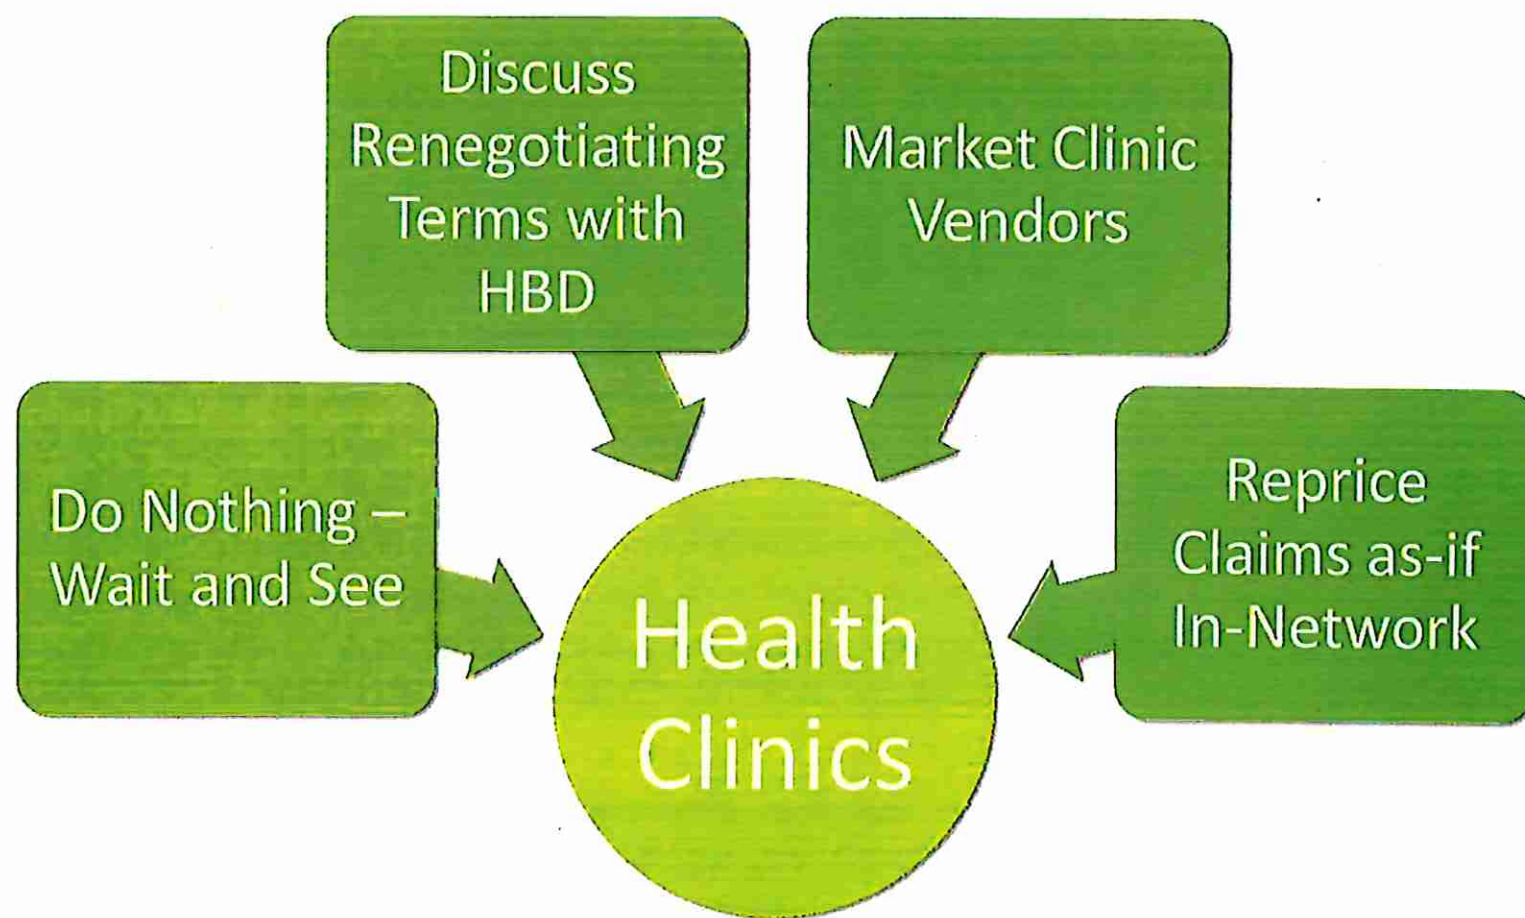 Discuss
Renegotiating
Terms with
HBD
Market Clinic
Vendors
Do Nothing –
Wait and See
Reprice
Claims as-if
In-Network
Health
Clinics